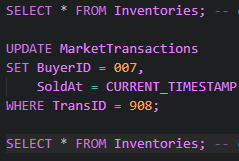 SELECT * FROM Inventories; --
UPDATE MarketTransactions
SET BuyerID = 007,
SoldAt = CURRENT_TIMESTAMP
WHERE TransID = 908;
SELECT * FROM Inventories; --